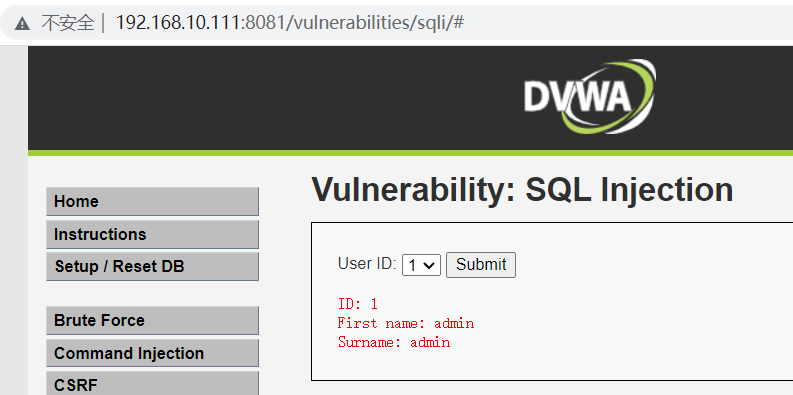 不安全 | 192.168.10.111:8081/vulnerabilities/sqli/#
DVWA
Home
Instructions
Setup / Reset DB
Brute Force
Command Injection
CSRF
Vulnerability: SQL Injection
User ID: 1 Submit
ID: 1
First name: admin
Surname: admin